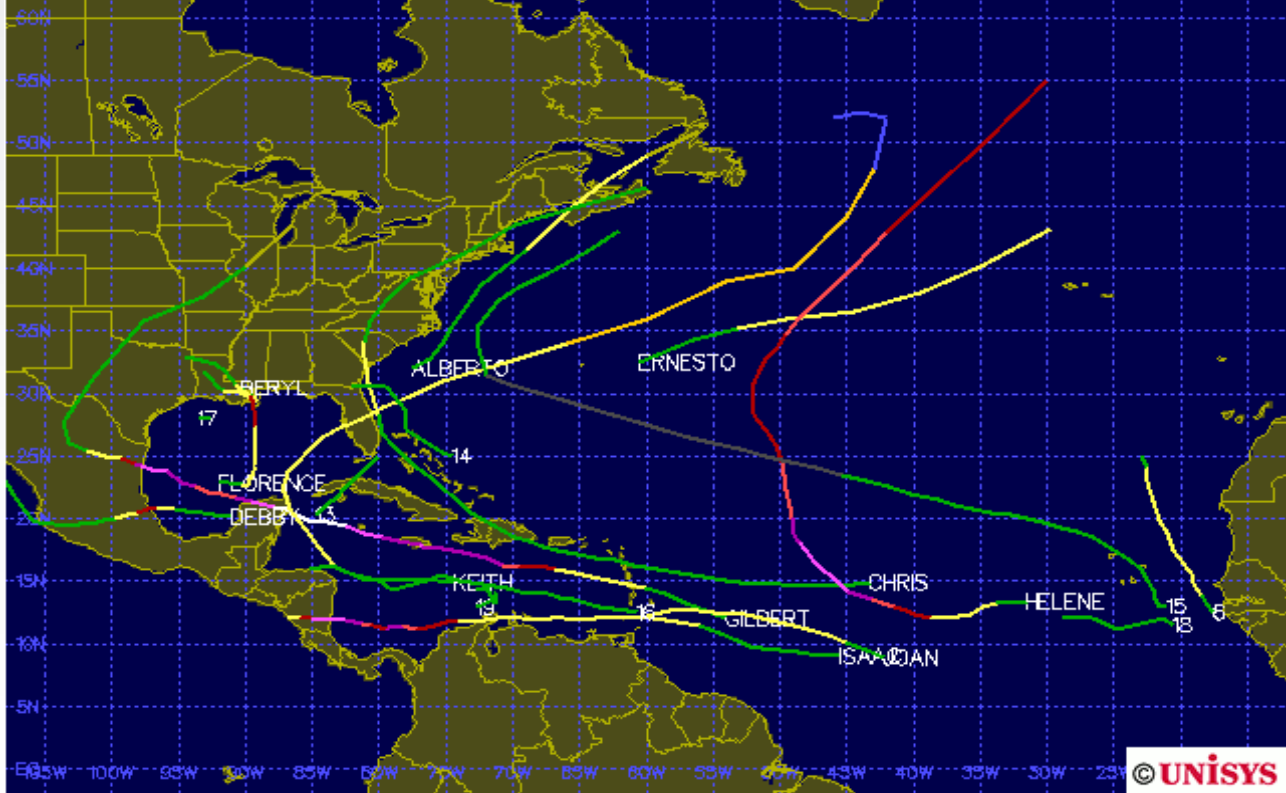 60N
55N
50N
45N
40N
35N
ALBERTO
ERNESTO
30N
BERYL
17
25N
14
FLORENCE
20N
DEBBY
13
15N
KEITH
CHRIS
19
16
HELENE
15
GILBERT
18
10N
ISAAC
JOAN
5N
EQ
105W 100W 95W 90W 85W 80W 75W 70W 65W 60W 55W 50W 45W 40W 35W 30W 25W
© UNiSYS